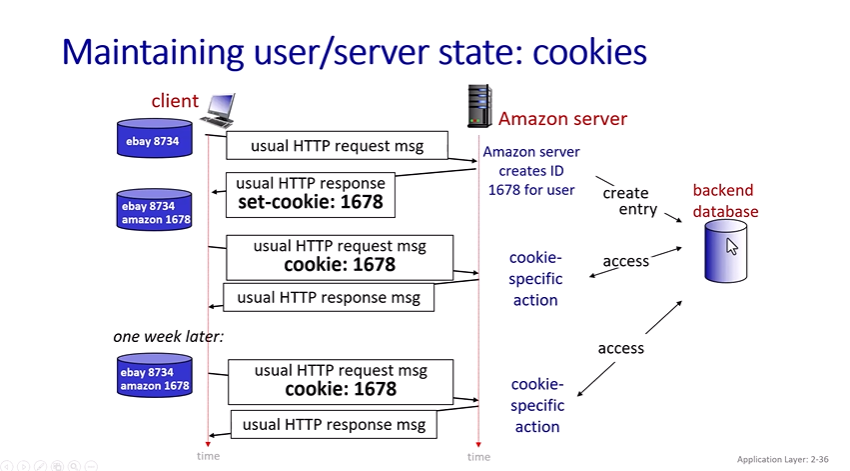 Maintaining user/server state: cookies
client
Amazon server
ebay 8734
usual HTTP request msg
Amazon server
creates ID
1678 for user
usual HTTP response
set-cookie: 1678
create
entry
backend
database
ebay 8734
amazon 1678
usual HTTP request msg
cookie: 1678
cookie-
specific
action
access
usual HTTP response msg
one week later:
access
ebay 8734
amazon 1678
usual HTTP request msg
cookie: 1678
cookie-
specific
action
usual HTTP response msg
time
time
Application Layer: 2-36